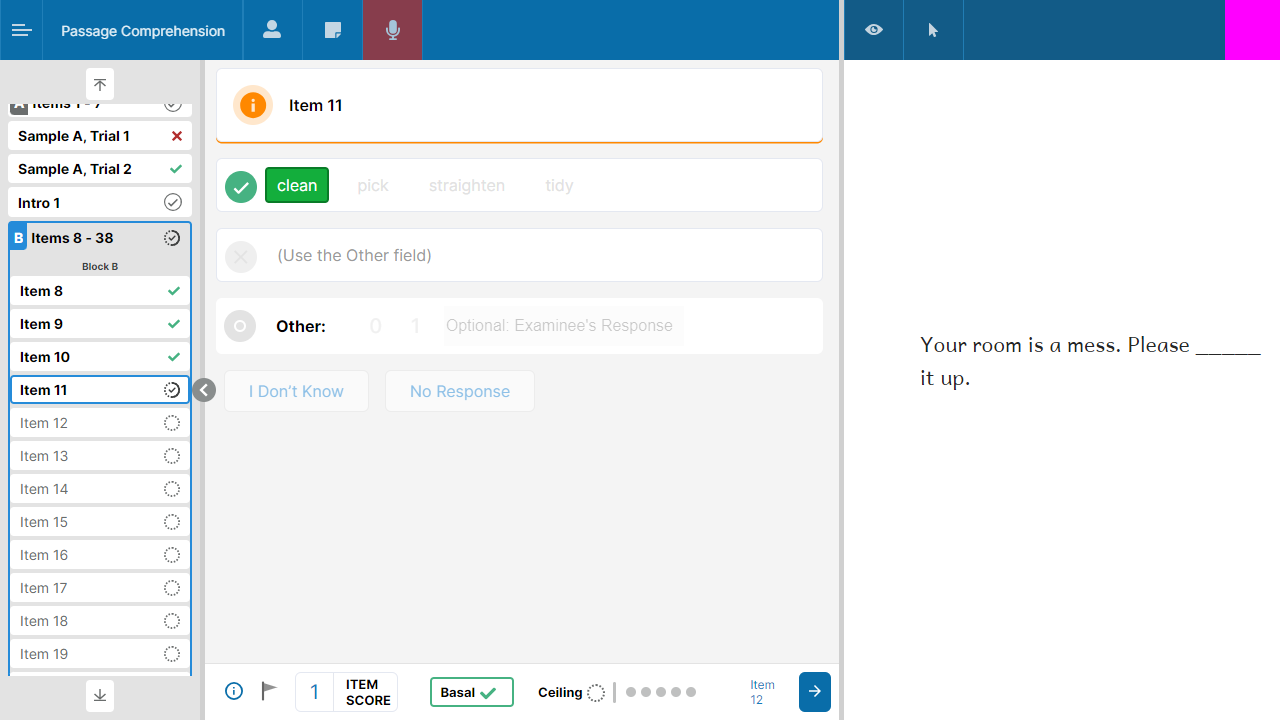 Passage Comprehension
A Items 1 - 7
Sample A, Trial 1
Sample A, Trial 2
Intro 1
B Items 8 - 38
Block B
Item 8
Item 9
Item 10
Item 11
Item 12
Item 13
Item 14
Item 15
Item 16
Item 17
Item 18
Item 19
Item 11
clean pick straighten tidy
(Use the Other field)
Other: 0 1 Optional: Examinee's Response
I Don't Know No Response
1 ITEM
SCORE
Basal
Ceiling
Item
12
Your room is a mess. Please _____
it up.